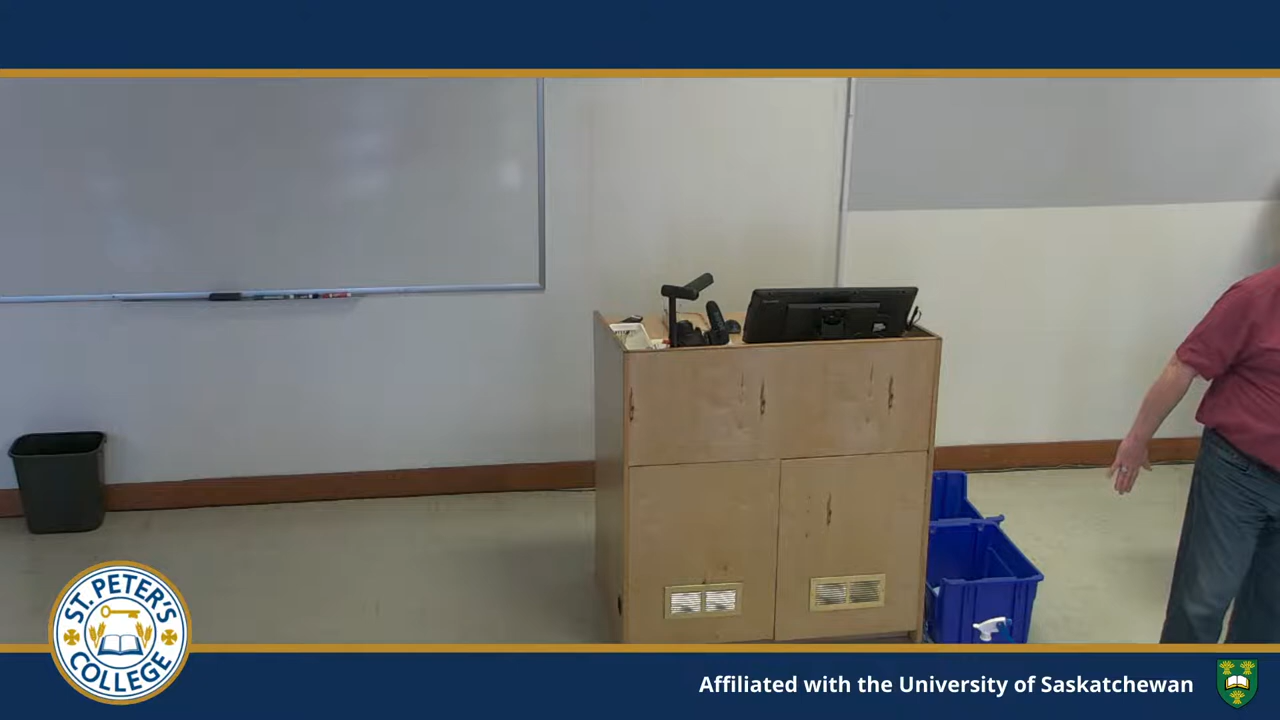 ST. PETER'S
COLLEGE
Affiliated with the University of Saskatchewan